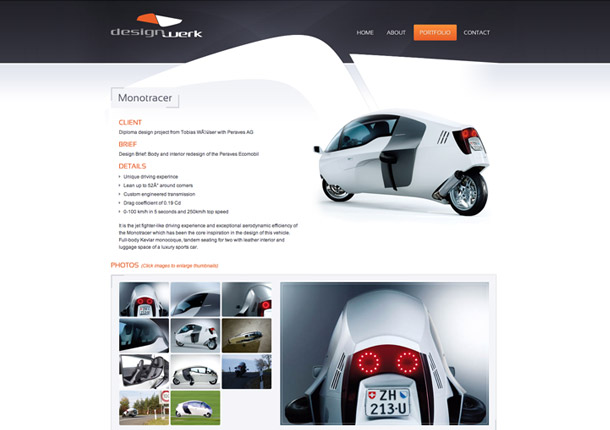 designwerk
HOME ABOUT PORTFOLIO CONTACT
Monotracer
CLIENT
Diploma design project from Tobias WÃ¼lser with Peraves AG
BRIEF
Design Brief: Body and interior redesign of the Peraves Ecomobil
DETAILS
Unique driving experince
Lean up to 52Â° around corners
Custom engineered transmission
Drag coefficient of 0.19 Cd
0-100 kmh in 5 seconds and 250kmh top speed
It is the jet fighter-like driving experience and exceptional aerodynamic efficiency of
the Monotracer which has been the core inspiration in the design of this vehicle.
Full-body Kevlar monocoque, tandem seating for two with leather interior and
luggage space of a luxury sports car.
PHOTOS (Click images to enlarge thumbnails)
ZH
213·U